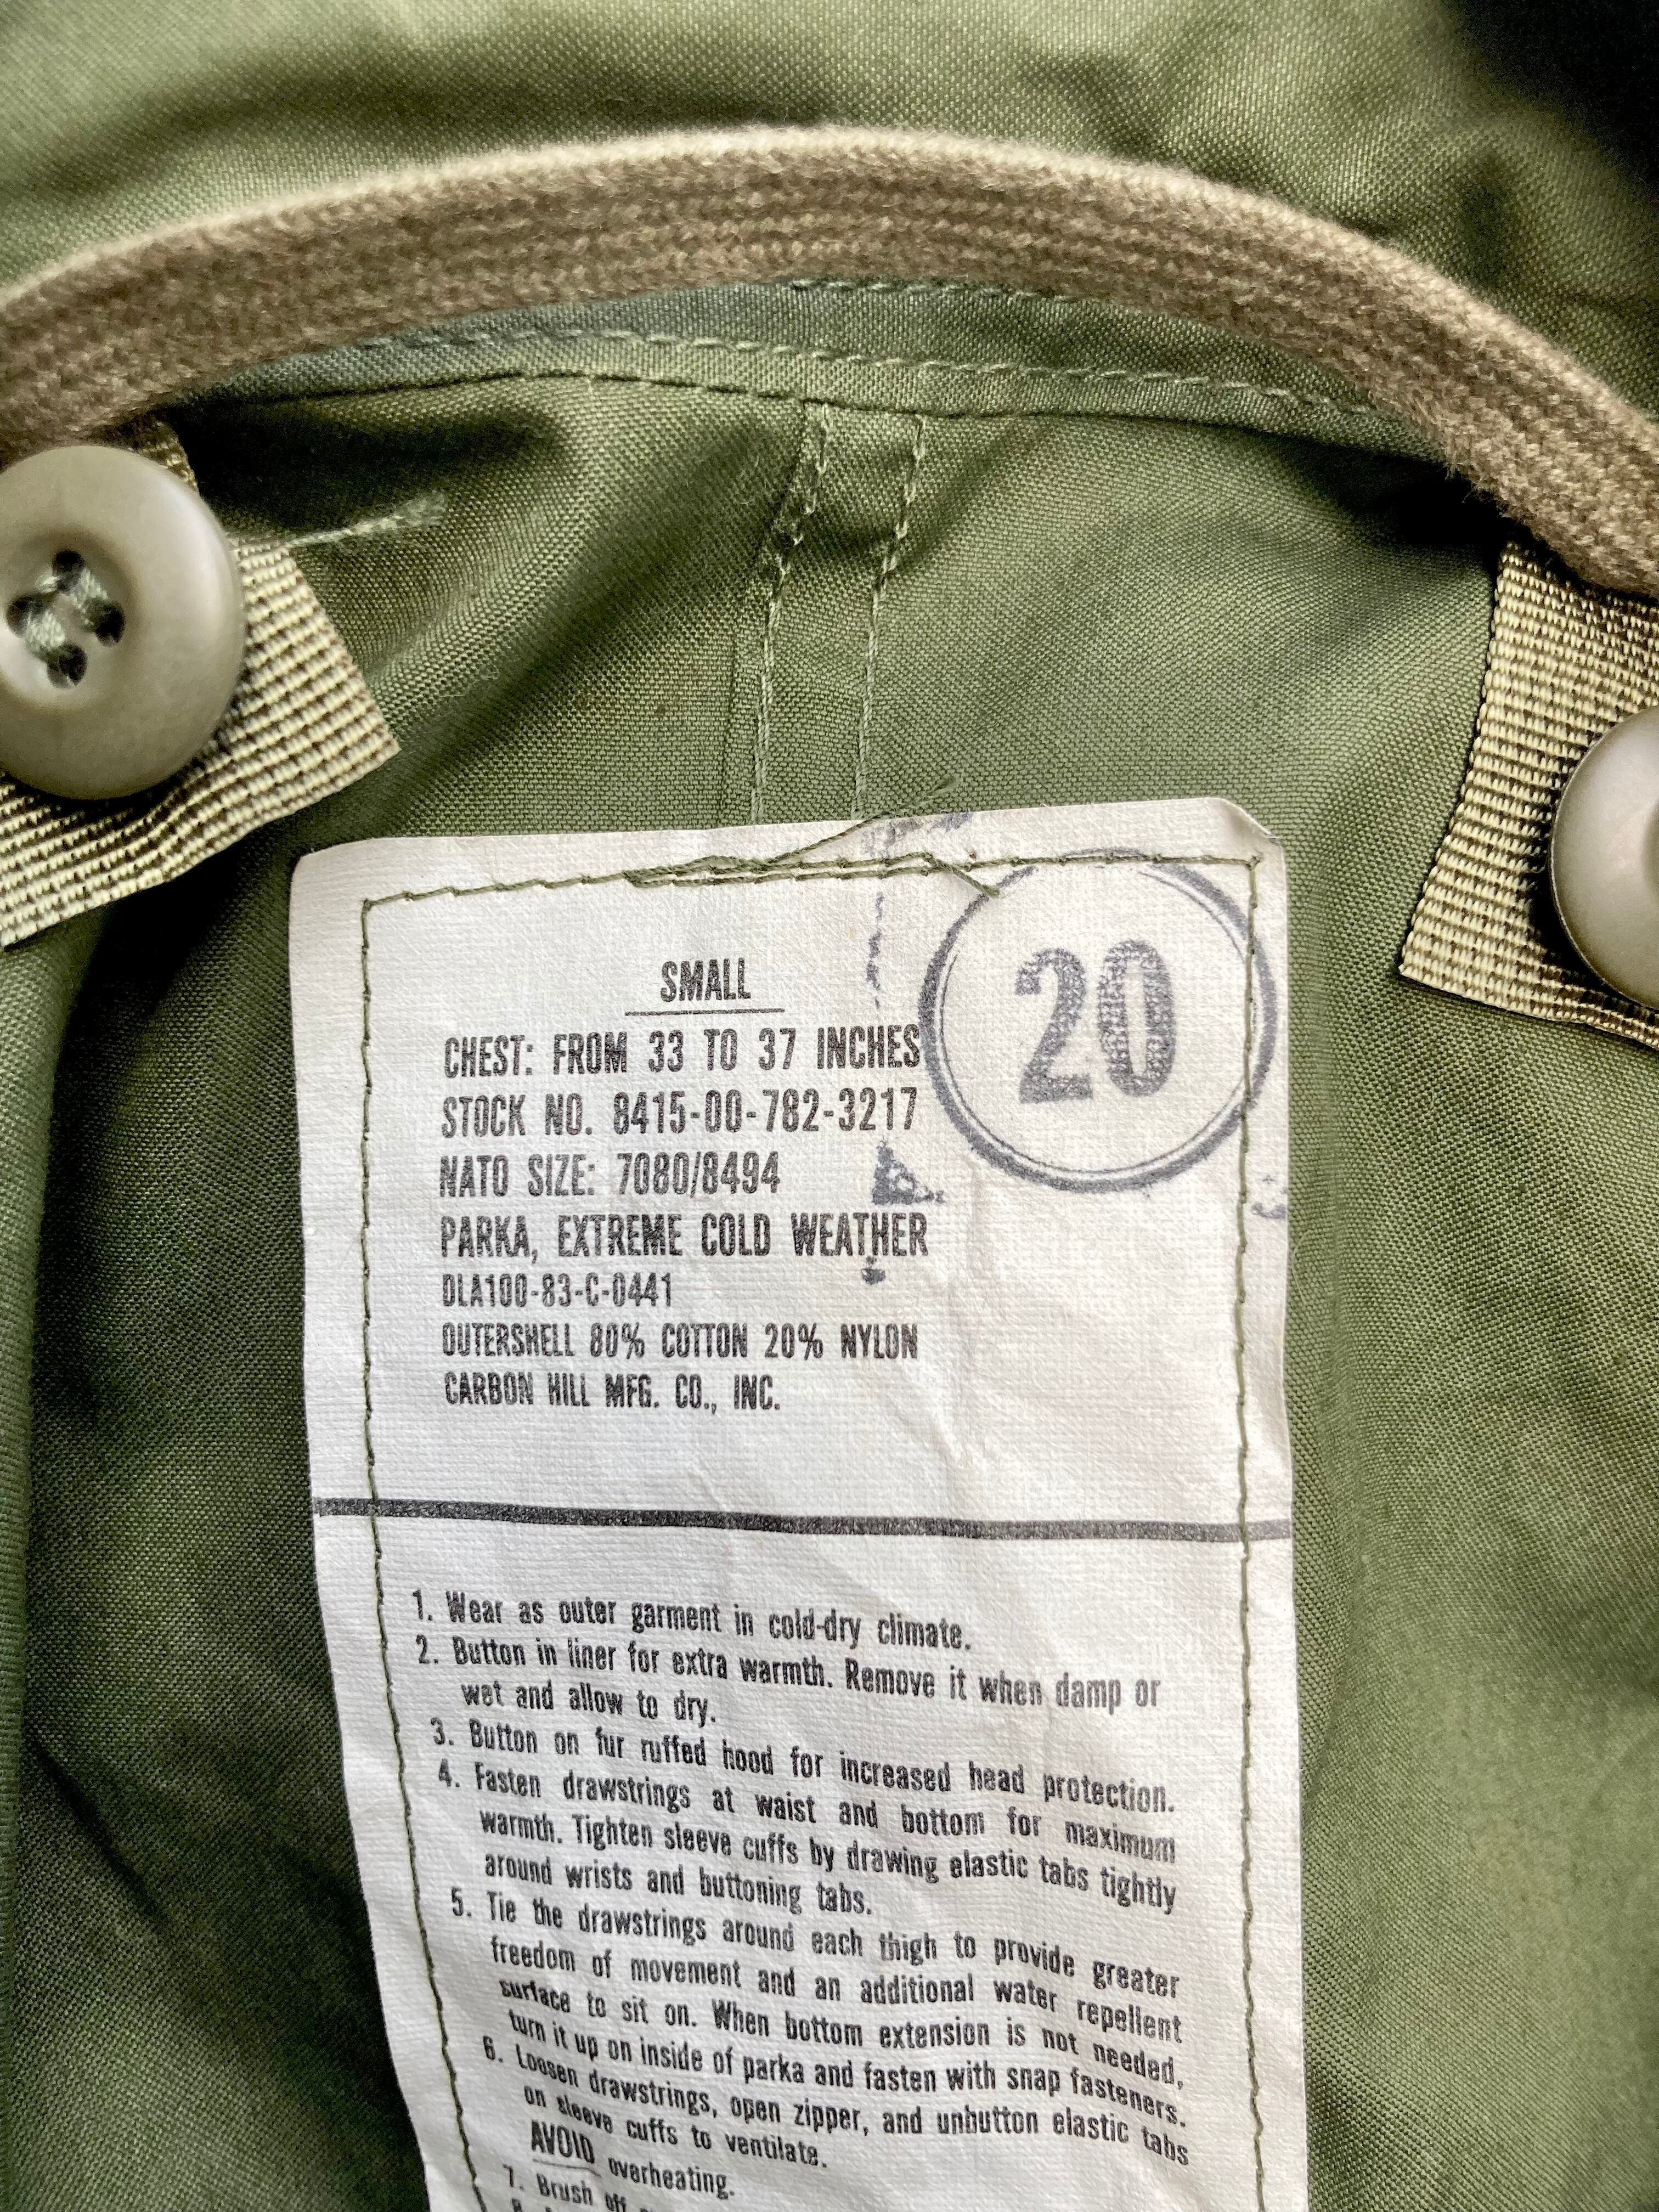 20
SMALL
CHEST: FROM 33 TO 37 INCHES
STOCK NO. 8415-00-782-3217
NATO SIZE: 7080/8494
PARKA, EXTREME COLD WEATHER
DLA100-83-C-0441
OUTERSHELL 80% COTTON 20% NYLON
CARBON HILL MFG. CO., INC.
1. Wear as outer garment in cold-dry climate.
2. Button in liner for extra warmth. Remove it when damp or
wet and allow to dry.
3. Button on fur ruffed hood for increased head protection.
4. Fasten drawstrings at waist and bottom for maximum
warmth. Tighten sleeve cuffs by drawing elastic tabs tightly
around wrists and buttoning tabs.
5. Tie the drawstrings around each thigh to provide greater
freedom of movement and an additional water repellent
surface to sit on. When bottom extension is not needed,
turn it up on inside of parka and fasten with snap fasteners.
6. Loosen drawstrings, open zipper, and unbutton elastic tabs
on sleeve cuffs to ventilate.
AVOID overheating.
7. Brush off